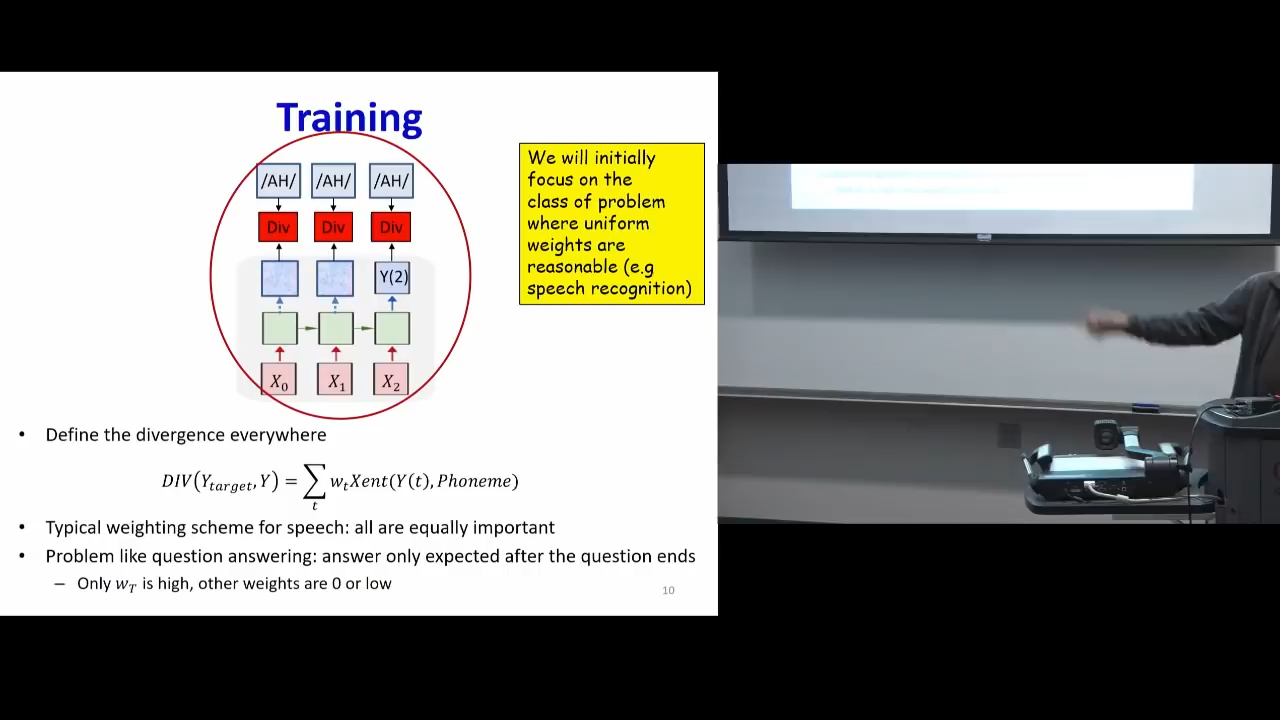 Training
/AH/ /AH/ /AH/
Div Div Div
Y(2)
X₀ X₁ X₂
We will initially
focus on the
class of problem
where uniform
weights are
reasonable (e.g
speech recognition)
• Define the divergence everywhere
DIV(Y_target, Y) = ∑_t w_t Xent(Y(t), Phoneme)
• Typical weighting scheme for speech: all are equally important
• Problem like question answering: answer only expected after the question ends
– Only w_T is high, other weights are 0 or low
10